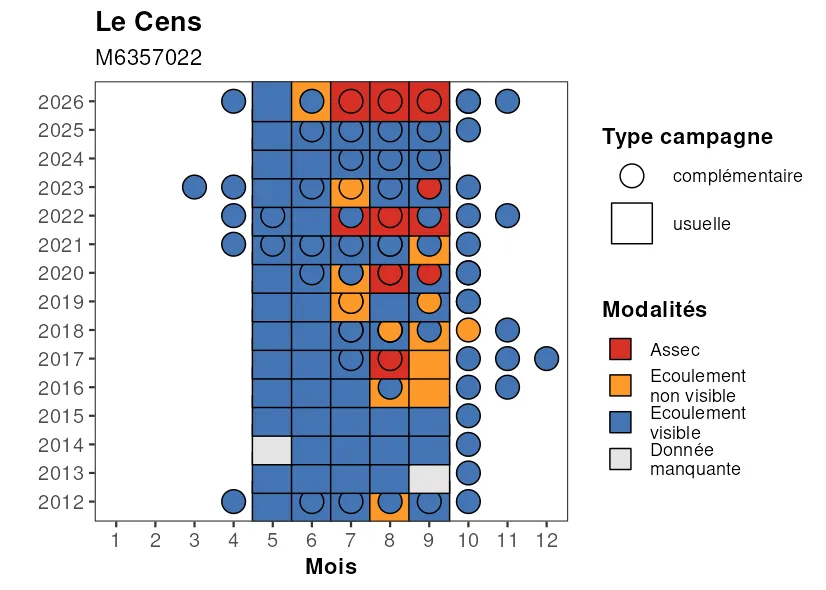 Le Cens
M6357022
2026
2025
2024
2023
2022
2021
2020
2019
2018
2017
2016
2015
2014
2013
2012
1 2 3 4 5 6 7 8 9 10 11 12
Mois
Type campagne
complémentaire
usuelle
Modalités
Assec
Ecoulement
non visible
Ecoulement
visible
Donnée
manquante